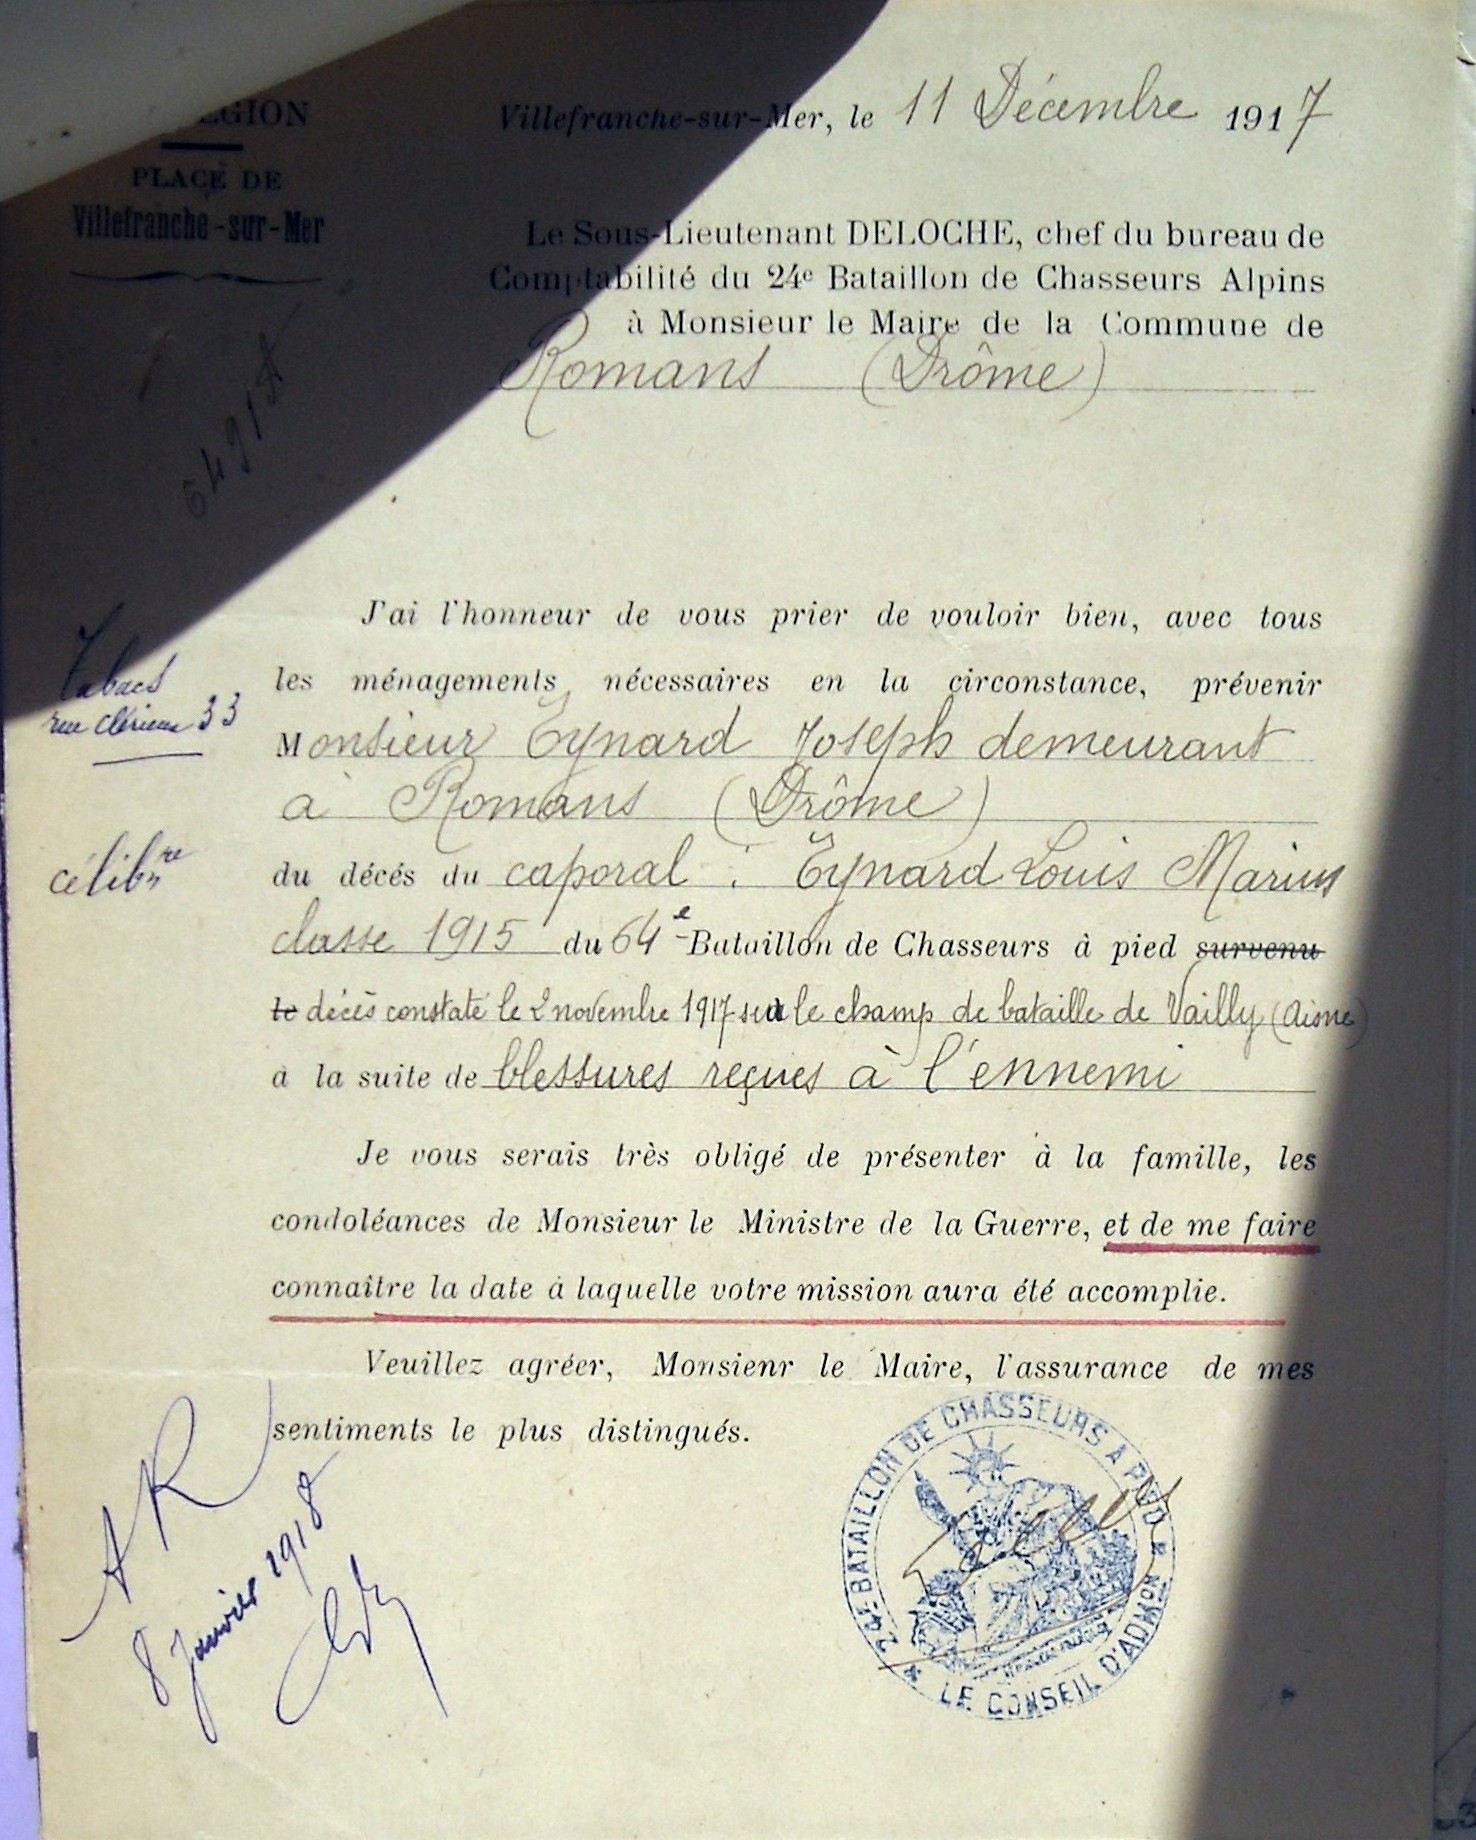 RÉGION
PLACE DE
Villefranche-sur-Mer
Villefranche-sur-Mer, le 11 Décembre 1917
Le Sous-Lieutenant DELOCHE, chef du bureau de
Comptabilité du 24e Bataillon de Chasseurs Alpins
à Monsieur le Maire de la Commune de
Romans (Drôme)
J'ai l'honneur de vous prier de vouloir bien, avec tous
les ménagements nécessaires en la circonstance, prévenir
Monsieur Eynard Joseph demeurant
à Romans (Drôme)
du décés du caporal : Eynard Louis Marius
classe 1915 du 64e Bataillon de Chasseurs à pied survenu
le décès constaté le 2 novembre 1917 sur le champ de bataille de Vailly (Aisne)
à la suite de blessures reçues à l'ennemi
Je vous serais très obligé de présenter à la famille, les
condoléances de Monsieur le Ministre de la Guerre, et de me faire
connaître la date à laquelle votre mission aura été accomplie.
Veuillez agréer, Monsienr le Maire, l'assurance de mes
sentiments le plus distingués.
Tabacs
rue Clérieux 33
célibre
AR
8 Janvier 1918
24e BATAILLON DE CHASSEURS A PIED
LE CONSEIL D'ADMON